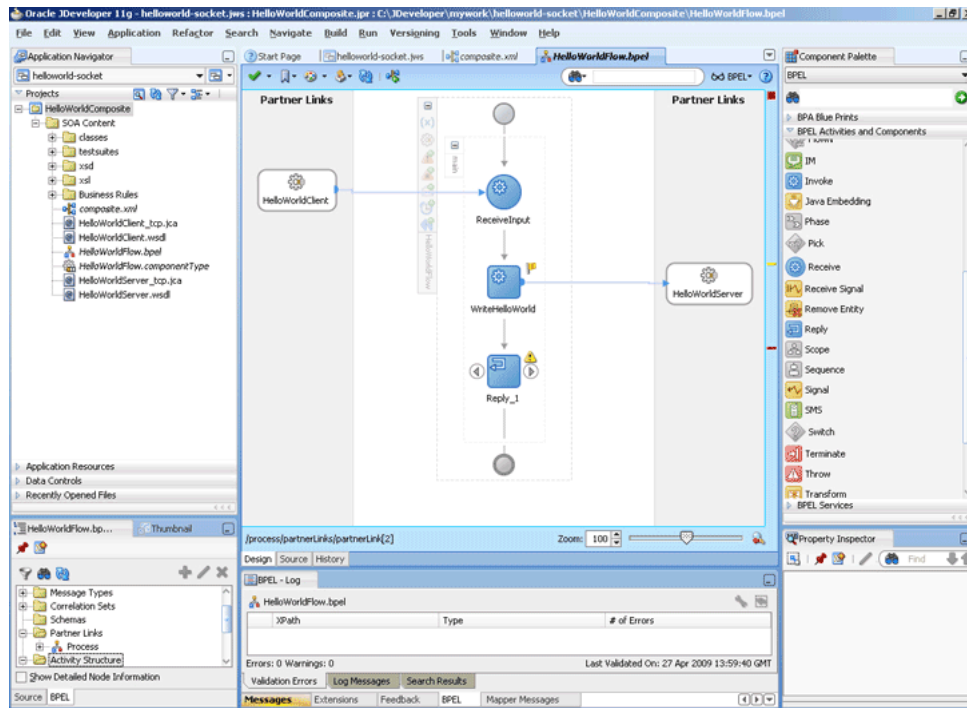 Oracle JDeveloper 11g - helloworld-socket.jws : HelloWorldComposite.jpr : C:\JDeveloper\mywork\helloworld-socket\HelloWorldComposite\HelloWorldFlow.bpel
File Edit View Application Refactor Search Navigate Build Run Versioning Tools Window Help
Application Navigator
helloworld-socket
Projects
HelloWorldComposite
SOA Content
classes
testsuites
xsd
xsl
Business Rules
composite.xml
HelloWorldClient_tcp.jca
HelloWorldClient.wsdl
HelloWorldFlow.bpel
HelloWorldFlow.componentType
HelloWorldServer_tcp.jca
HelloWorldServer.wsdl
Application Resources
Data Controls
Recently Opened Files
HelloWorldFlow.bp...
Thumbnail
Message Types
Correlation Sets
Schemas
Partner Links
Process
Activity Structure
Show Detailed Node Information
Source BPEL
Start Page helloworld-socket.jws composite.xml HelloWorldFlow.bpel
BPEL
Partner Links
Partner Links
(x)
main
HelloWorldFlow
HelloWorldClient
ReceiveInput
WriteHelloWorld
HelloWorldServer
Reply_1
/process/partnerLinks/partnerLink[2]
Zoom: 100
Design Source History
BPEL - Log
HelloWorldFlow.bpel
XPath Type # of Errors
Errors: 0 Warnings: 0
Last Validated On: 27 Apr 2009 13:59:40 GMT
Validation Errors Log Messages Search Results
Messages Extensions Feedback BPEL Mapper Messages
Component Palette
BPEL
BPA Blue Prints
BPEL Activities and Components
IM
Invoke
Java Embedding
Phase
Pick
Receive
Receive Signal
Remove Entity
Reply
Scope
Sequence
Signal
SMS
Switch
Terminate
Throw
Transform
BPEL Services
Property Inspector
Find